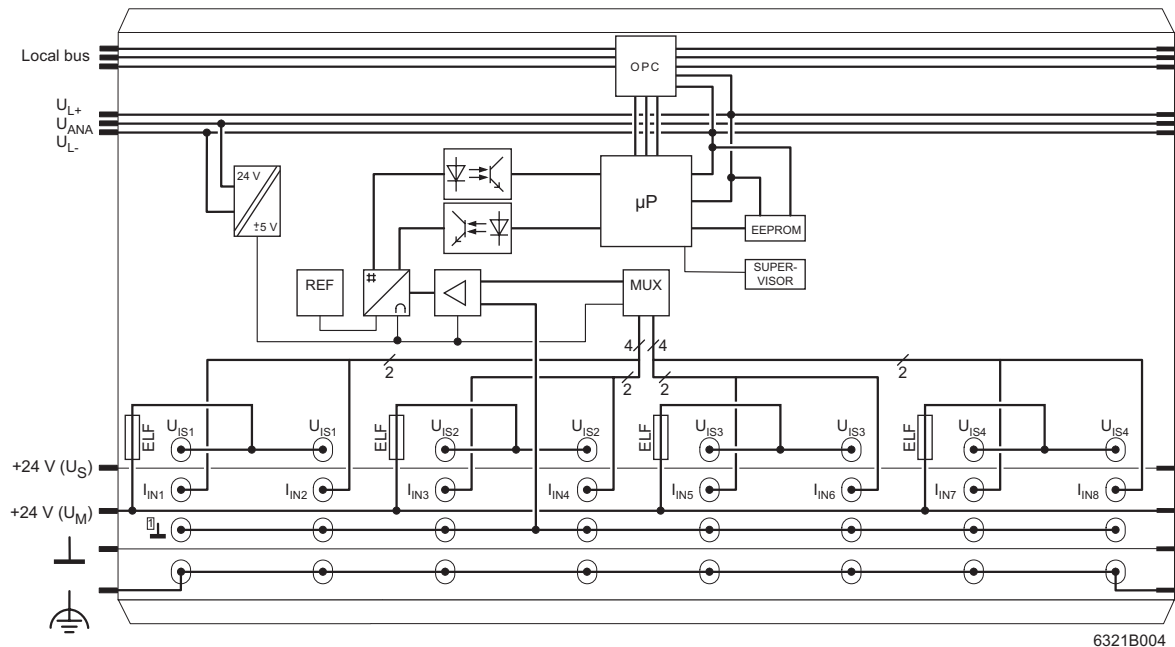 Local bus
OPC
U_L+
U_ANA
U_L-
24 V
±5 V
µP
EEPROM
SUPER-
VISOR
REF
#
∩
MUX
4 4
2 2 2 2
ELF U_IS1 U_IS1 ELF U_IS2 U_IS2 ELF U_IS3 U_IS3 ELF U_IS4 U_IS4
+24 V (U_S)
I_IN1 I_IN2 I_IN3 I_IN4 I_IN5 I_IN6 I_IN7 I_IN8
+24 V (U_M)
1
6321B004